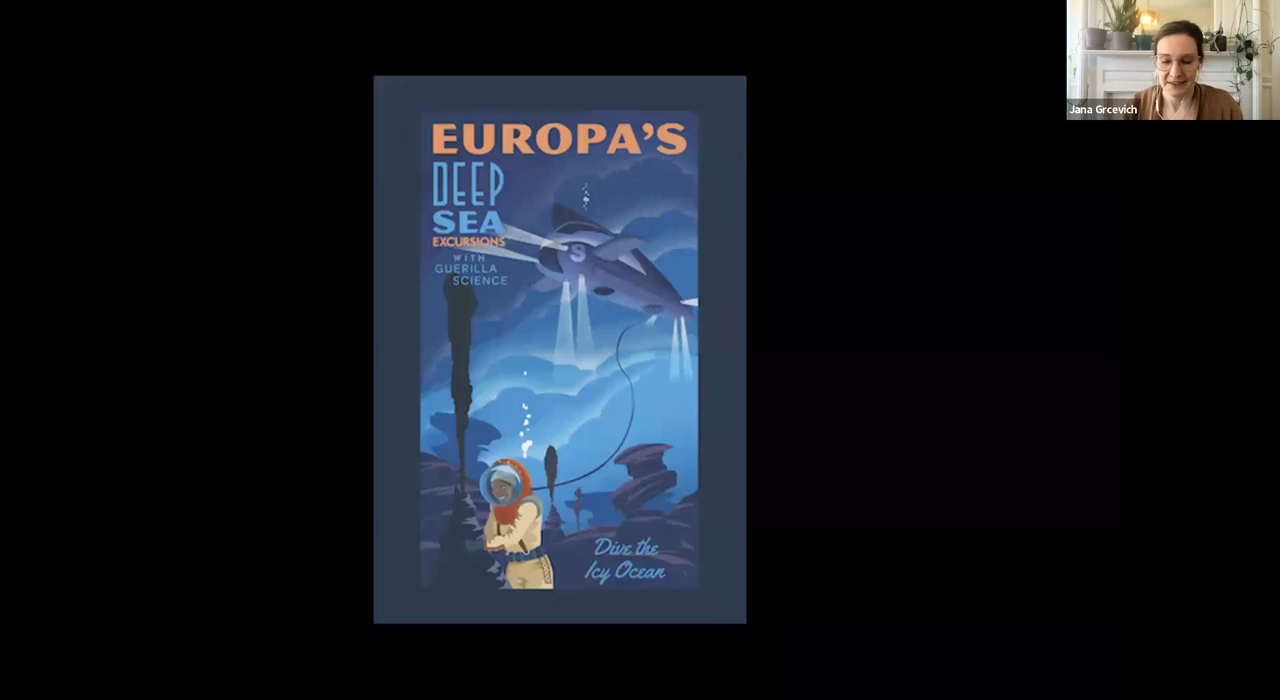 EUROPA'S
DEEP
SEA
EXCURSIONS
WITH
GUERILLA
SCIENCE
Dive the
Icy Ocean
Jana Grcevich